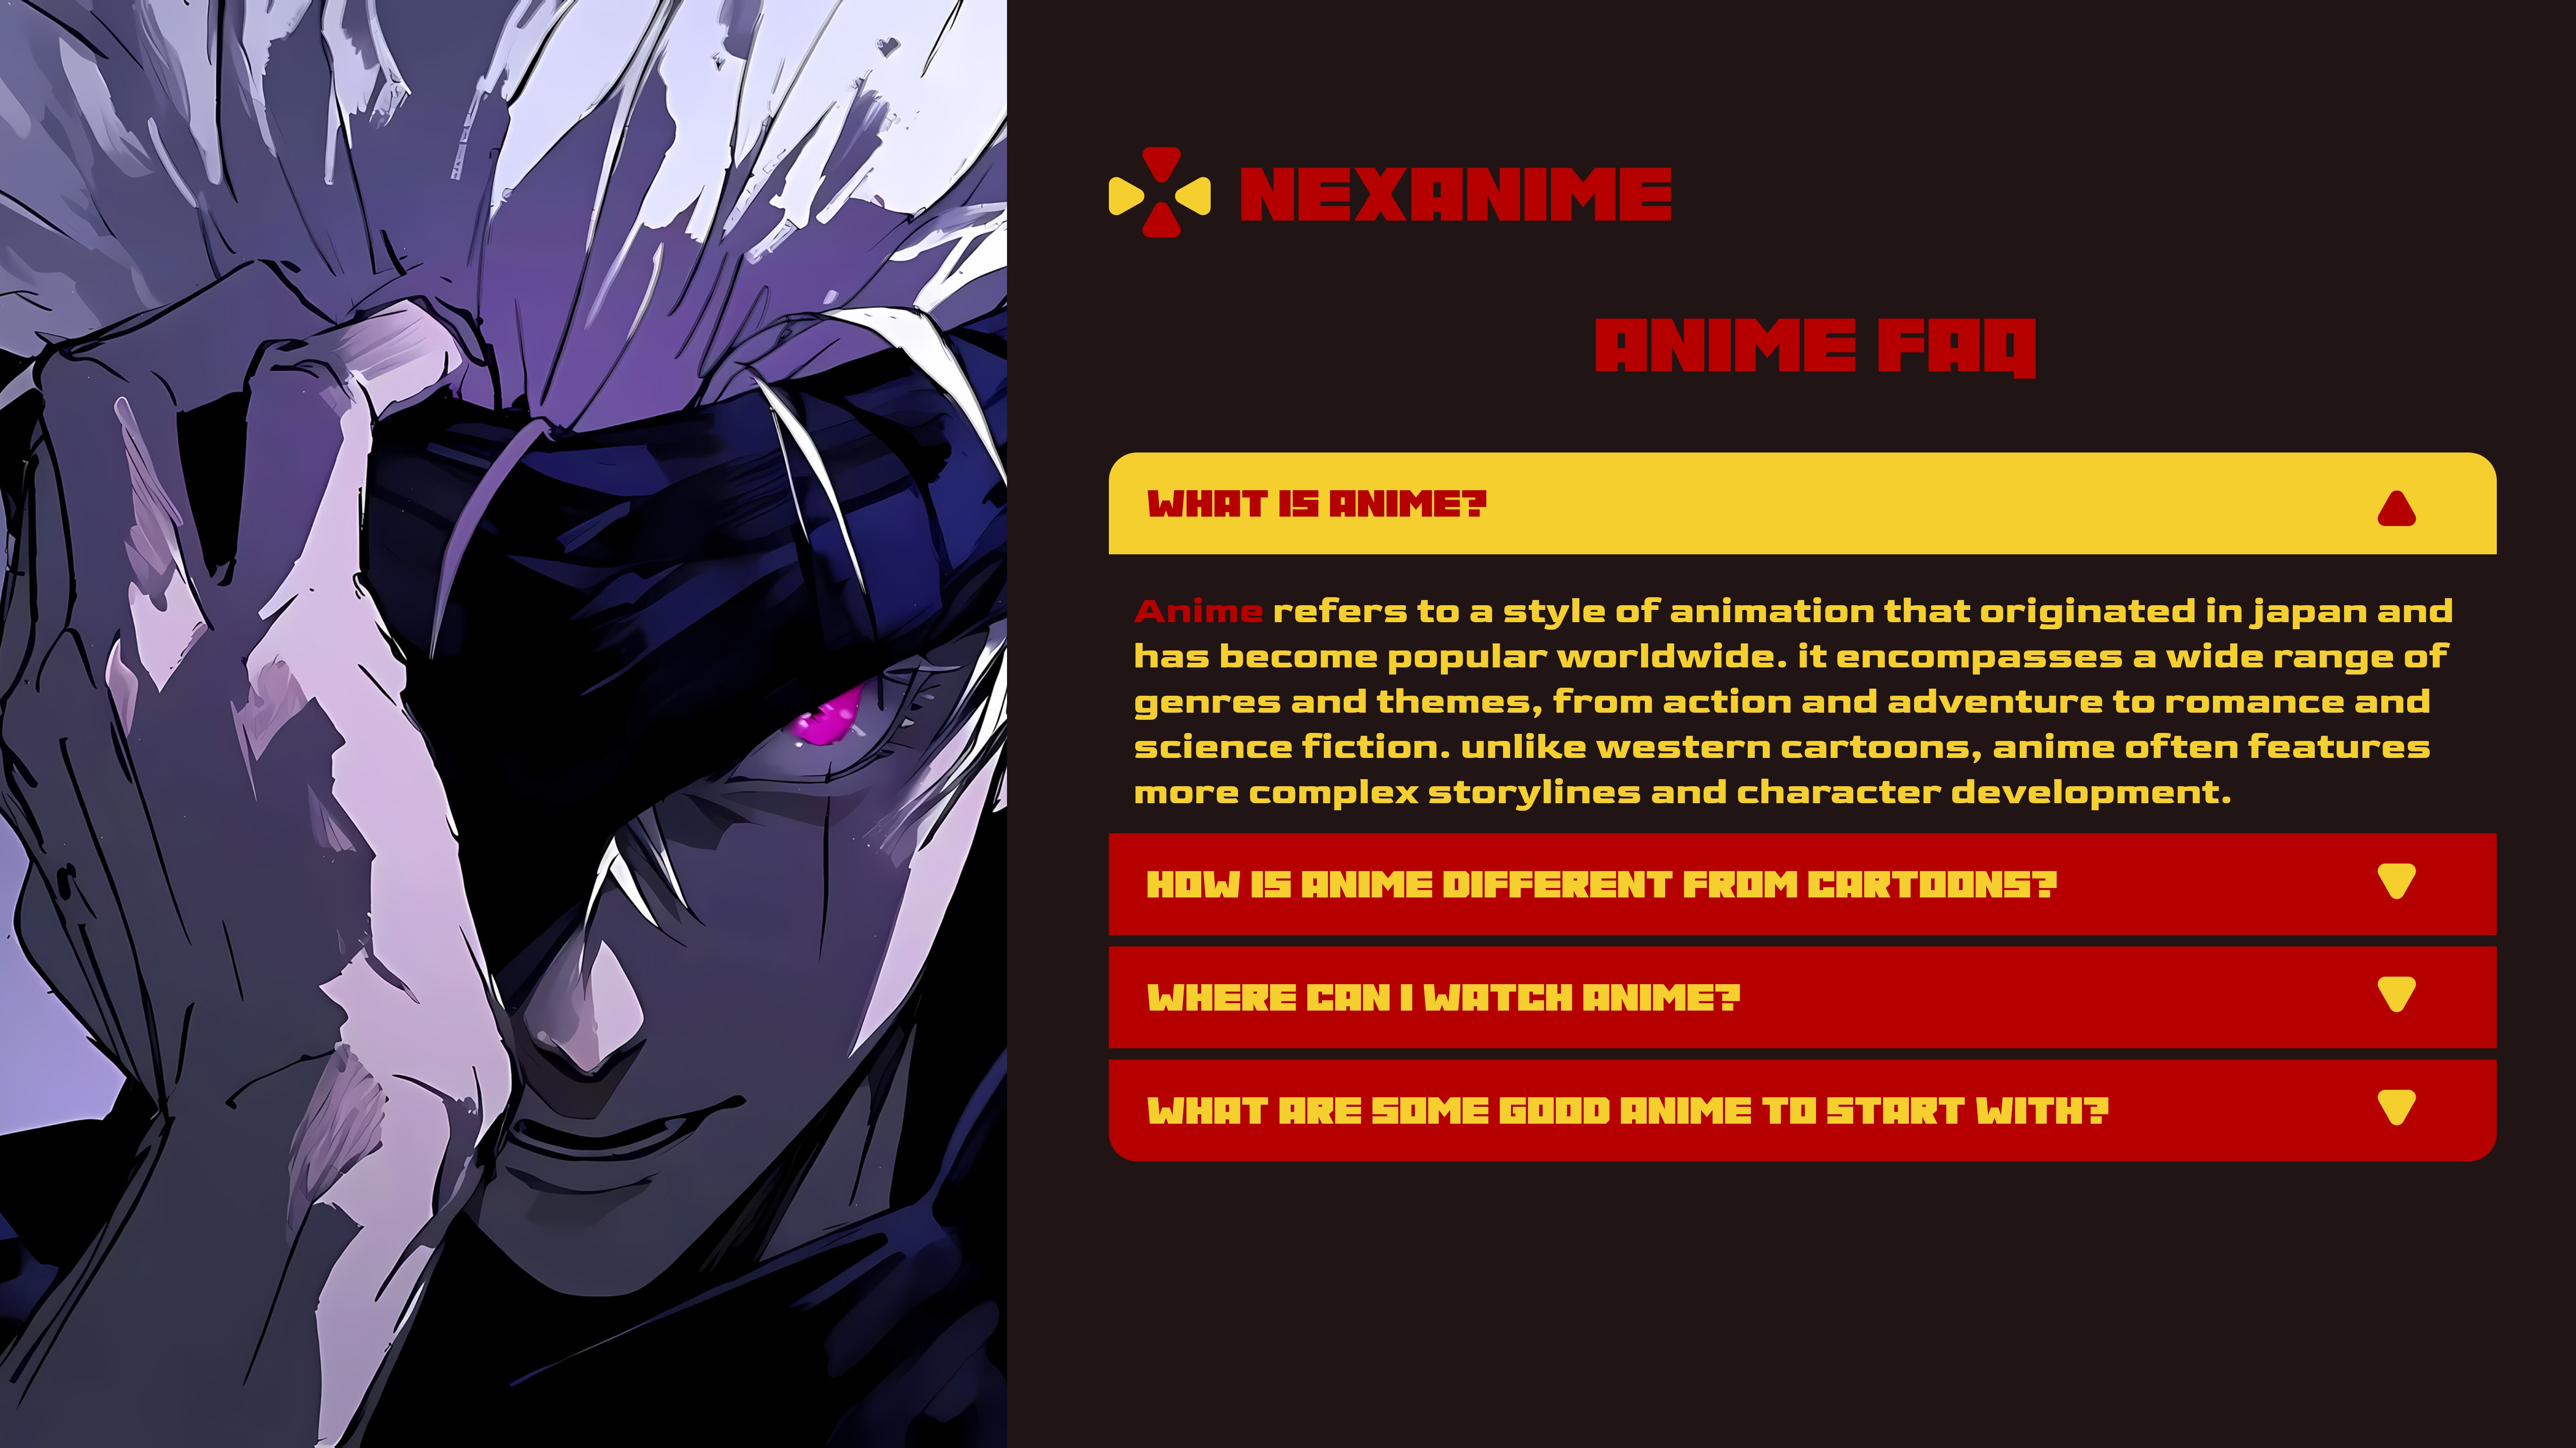 NEXANIME
ANIME FAQ
WHAT IS ANIME?
Anime refers to a style of animation that originated in japan and
has become popular worldwide. it encompasses a wide range of
genres and themes, from action and adventure to romance and
science fiction. unlike western cartoons, anime often features
more complex storylines and character development.
HOW IS ANIME DIFFERENT FROM CARTOONS?
WHERE CAN I WATCH ANIME?
WHAT ARE SOME GOOD ANIME TO START WITH?